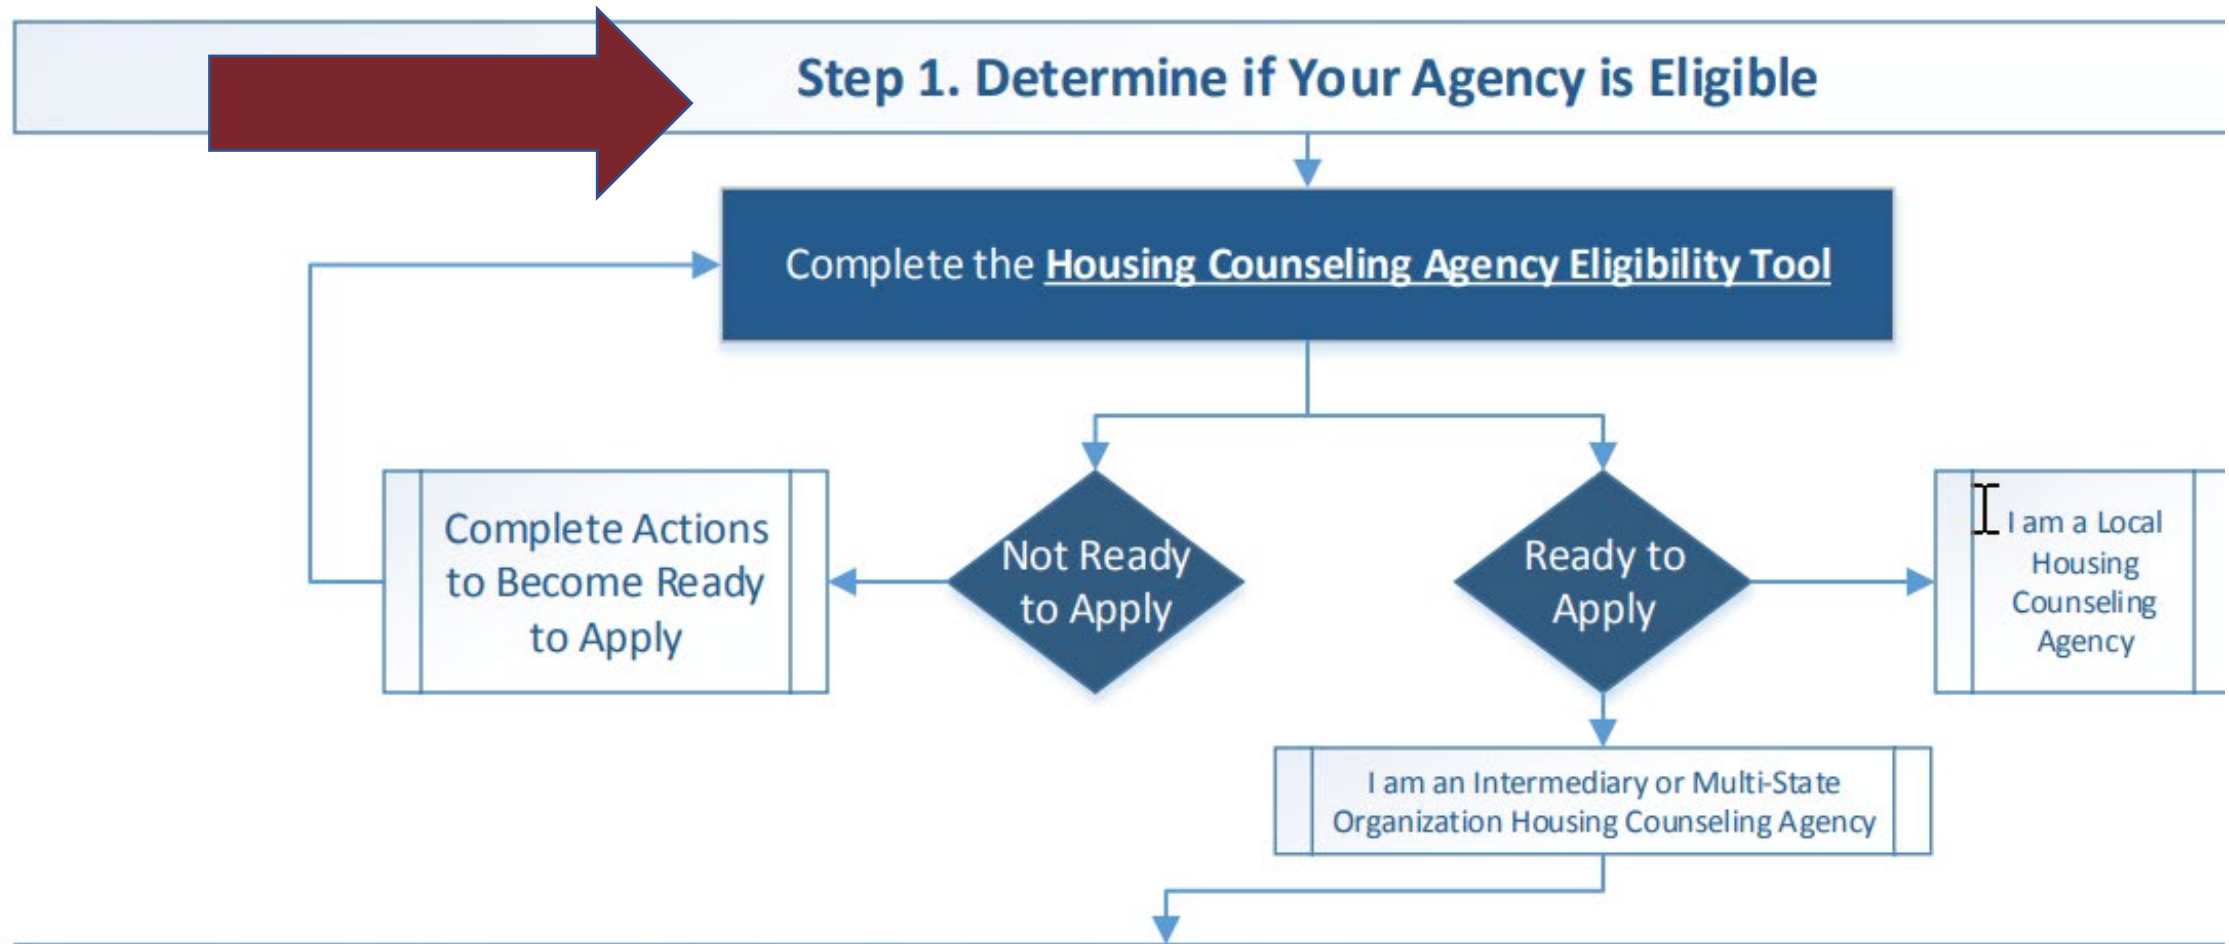 Step 1. Determine if Your Agency is Eligible
Complete the Housing Counseling Agency Eligibility Tool
Complete Actions
to Become Ready
to Apply
Not Ready
to Apply
Ready to
Apply
I am a Local
Housing
Counseling
Agency
I am an Intermediary or Multi-State
Organization Housing Counseling Agency